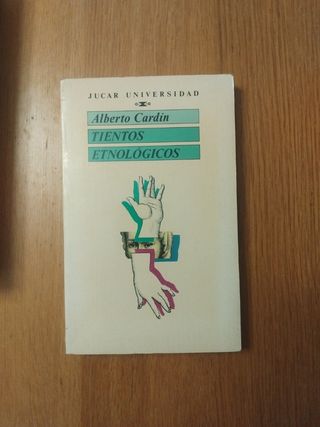 JUCAR UNIVERSIDAD
Alberto Cardín
TIENTOS
ETNOLÓGICOS